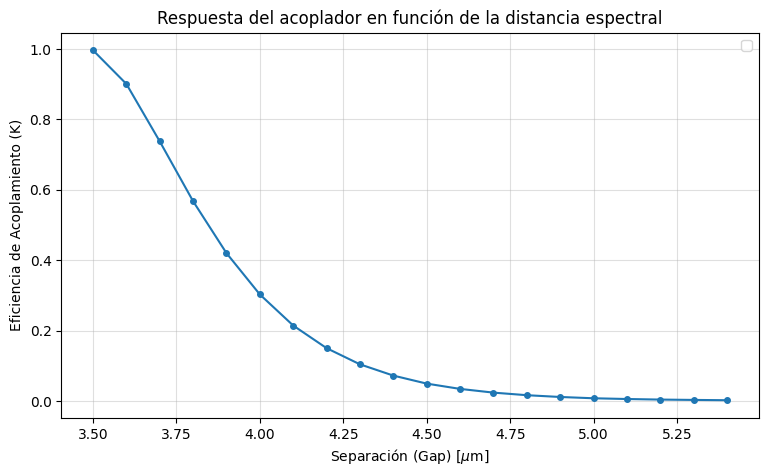 Respuesta del acoplador en función de la distancia espectral
Eficiencia de Acoplamiento (K)
1.0
0.8
0.6
0.4
0.2
0.0
3.50 3.75 4.00 4.25 4.50 4.75 5.00 5.25
Separación (Gap) [μm]